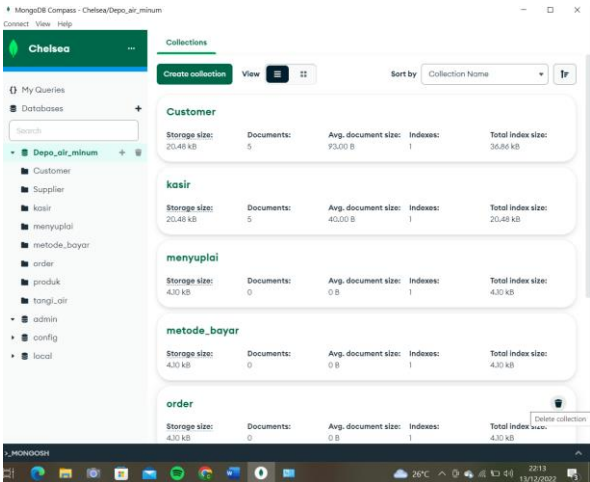 MongoDB Compass - Chelsea/Depo_air_minum
Connect View Help
Chelsea
...
My Queries
Databases
Search
Depo_air_minum
Customer
Supplier
kasir
menyuplai
metode_bayar
order
produk
tangi_air
admin
config
local
Collections
Create collection View Sort by Collection Name
Customer
Storage size: Documents: Avg. document size: Indexes: Total index size:
20.48 kB 5 93.00 B 1 36.86 kB
kasir
Storage size: Documents: Avg. document size: Indexes: Total index size:
20.48 kB 5 40.00 B 1 20.48 kB
menyuplai
Storage size: Documents: Avg. document size: Indexes: Total index size:
4.10 kB 0 0 B 1 4.10 kB
metode_bayar
Storage size: Documents: Avg. document size: Indexes: Total index size:
4.10 kB 0 0 B 1 4.10 kB
order
Delete collection
Storage size: Documents: Avg. document size: Indexes: Total index size:
4.10 kB 0 0 B 1 4.10 kB
>_MONGOSH
26°C 22:13
13/12/2022